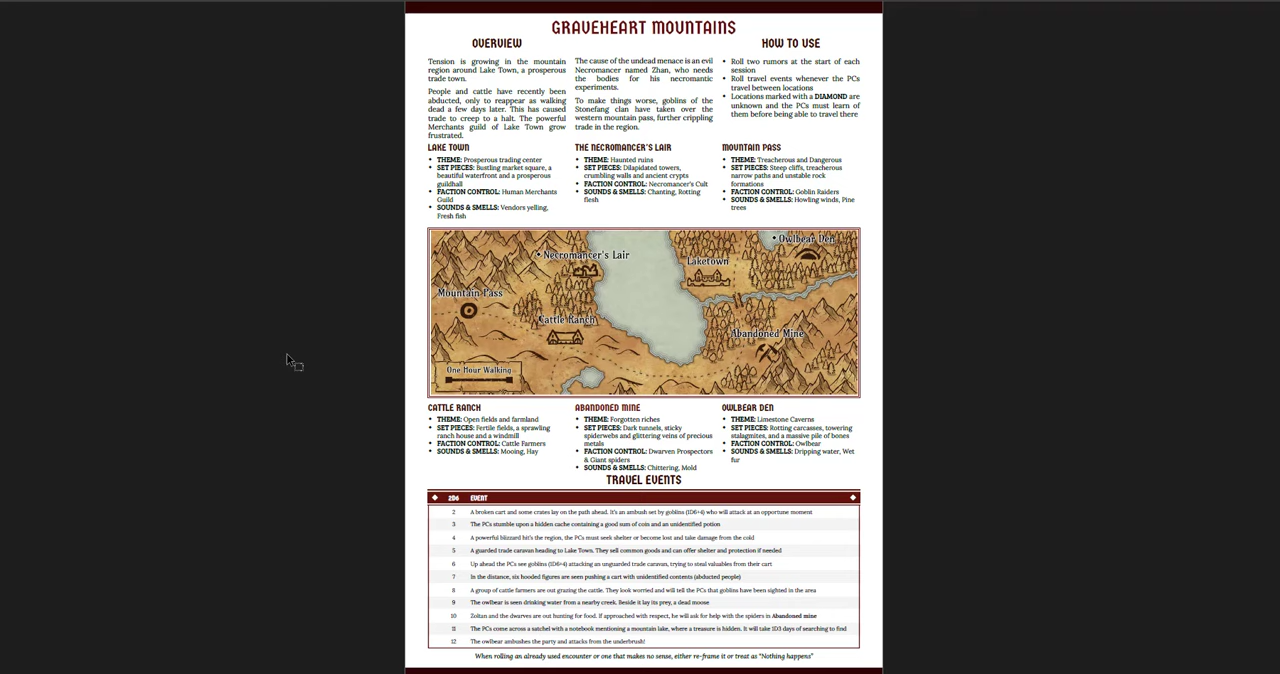 GRAVEHEART MOUNTAINS
OVERVIEW
Tension is growing in the mountain
region around Lake Town, a prosperous
trade town.
People and cattle have recently been
abducted, only to reappear as walking
dead a few days later. This has caused
trade to creep to a halt. The powerful
Merchants guild of Lake Town grow
frustrated.
The cause of the undead menace is an evil
Necromancer named Zhan, who needs
the bodies for his necromantic
experiments.
To make things worse, goblins of the
Stonefang clan have taken over the
western mountain pass, further crippling
trade in the region.
HOW TO USE
• Roll two rumors at the start of each
session
• Roll travel events whenever the PCs
travel between locations
• Locations marked with a DIAMOND are
unknown and the PCs must learn of
them before being able to travel there
LAKE TOWN
• THEME: Prosperous trading center
• SET PIECES: Bustling market square, a
beautiful waterfront and a prosperous
guildhall
• FACTION CONTROL: Human Merchants
Guild
• SOUNDS & SMELLS: Vendors yelling,
Fresh fish
THE NECROMANCER'S LAIR
• THEME: Haunted ruins
• SET PIECES: Dilapidated towers,
crumbling walls and ancient crypts
• FACTION CONTROL: Necromancer's Cult
• SOUNDS & SMELLS: Chanting, Rotting
flesh
MOUNTAIN PASS
• THEME: Treacherous and Dangerous
• SET PIECES: Steep cliffs, treacherous
narrow paths and unstable rock
formations
• FACTION CONTROL: Goblin Raiders
• SOUNDS & SMELLS: Howling winds, Pine
trees
Owlbear Den
Necromancer's Lair
Laketown
Mountain Pass
Cattle Ranch
Abandoned Mine
One Hour Walking
CATTLE RANCH
• THEME: Open fields and farmland
• SET PIECES: Fertile fields, a sprawling
ranch house and a windmill
• FACTION CONTROL: Cattle Farmers
• SOUNDS & SMELLS: Mooing, Hay
ABANDONED MINE
• THEME: Forgotten riches
• SET PIECES: Dark tunnels, sticky
spiderwebs and glittering veins of precious
metals
• FACTION CONTROL: Dwarven Prospectors
& Giant spiders
• SOUNDS & SMELLS: Chittering, Mold
OWLBEAR DEN
• THEME: Limestone Caverns
• SET PIECES: Rotting carcasses, towering
stalagmites, and a massive pile of bones
• FACTION CONTROL: Owlbear
• SOUNDS & SMELLS: Dripping water, Wet
fur
TRAVEL EVENTS
2D6 EVENT
2 A broken cart and some crates lay on the path ahead. It's an ambush set by goblins (1D6+4) who will attack at an opportune moment
3 The PCs stumble upon a hidden cache containing a good sum of coin and an unidentified potion
4 A powerful blizzard hit's the region, the PCs must seek shelter or become lost and take damage from the cold
5 A guarded trade caravan heading to Lake Town. They sell common goods and can offer shelter and protection if needed
6 Up ahead the PCs see goblins (1D6+4) attacking an unguarded trade caravan, trying to steal valuables from their cart
7 In the distance, six hooded figures are seen pushing a cart with unidentified contents (abducted people)
8 A group of cattle farmers are out grazing the cattle. They look worried and will tell the PCs that goblins have been sighted in the area
9 The owlbear is seen drinking water from a nearby creek. Beside it lay its prey, a dead moose
10 Zoltan and the dwarves are out hunting for food. If approached with respect, he will ask for help with the spiders in Abandoned mine
11 The PCs come across a satchel with a notebook mentioning a mountain lake, where a treasure is hidden. It will take 1D3 days of searching to find
12 The owlbear ambushes the party and attacks from the underbrush!
When rolling an already used encounter or one that makes no sense, either re-frame it or treat as "Nothing happens"